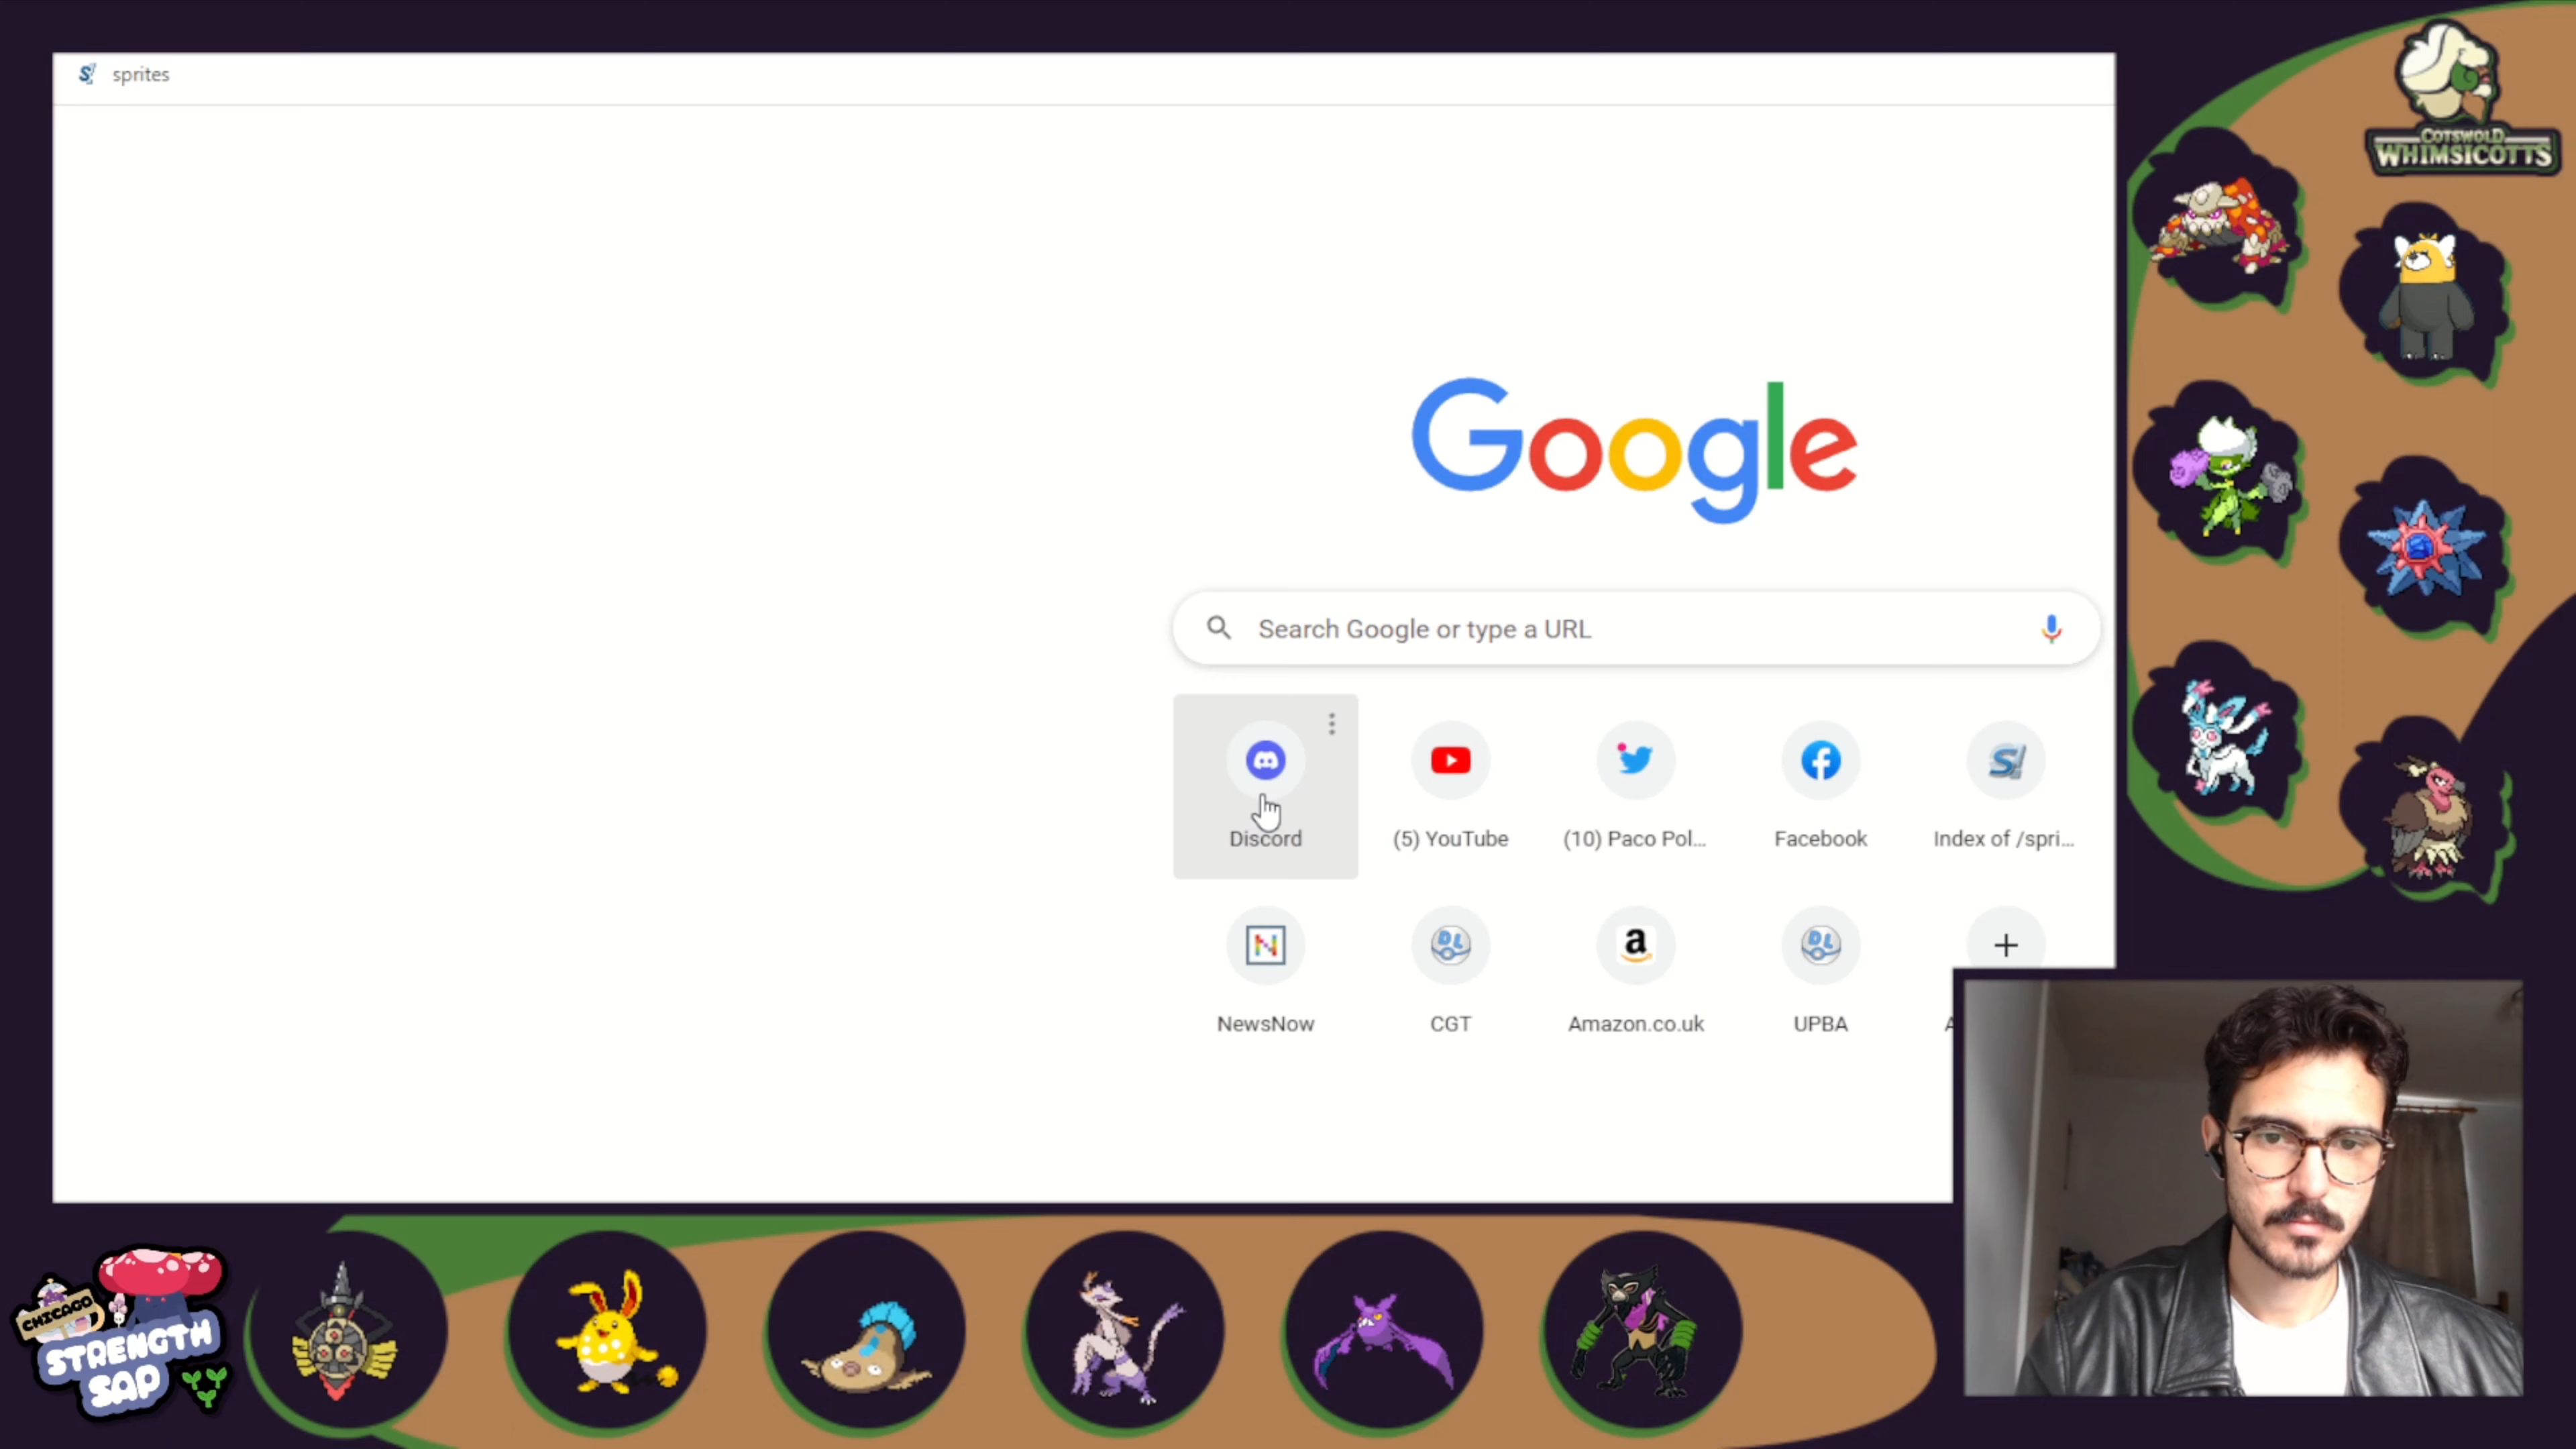 sprites
COTSWOLD
WHIMSICOTTS
Google
Search Google or type a URL
Discord
(5) YouTube
(10) Paco Pol...
Facebook
Index of /spri...
NewsNow
CGT
Amazon.co.uk
UPBA
CHICAGO
STRENGTH
SAP